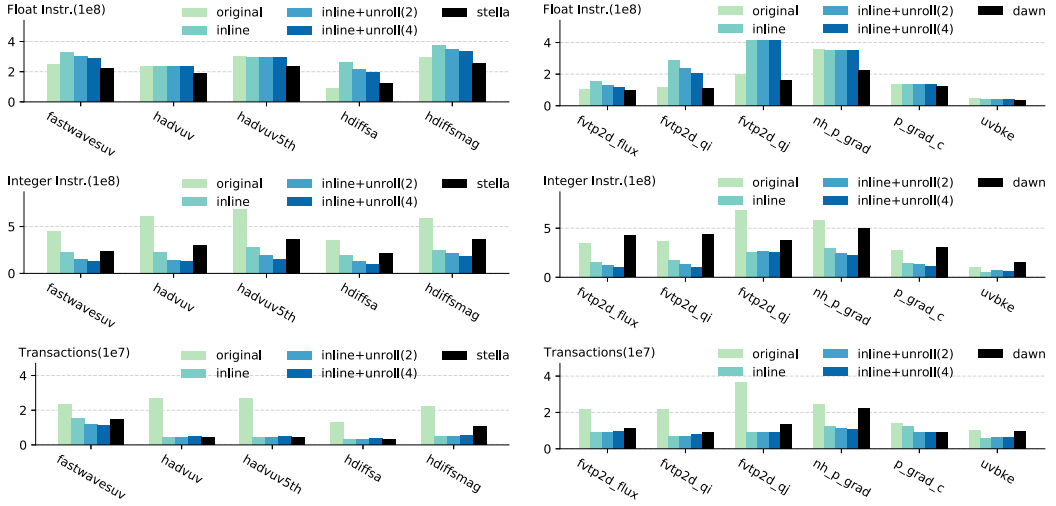 Float Instr.(1e8)
original
inline
inline+unroll(2)
inline+unroll(4)
stella
4
2
0
fastwavesuv
hadvuv
hadvuv5th
hdiffsa
hdiffsmag
Float Instr.(1e8)
original
inline
inline+unroll(2)
inline+unroll(4)
dawn
4
2
0
fvtp2d_flux
fvtp2d_qi
fvtp2d_qj
nh_p_grad
p_grad_c
uvbke
Integer Instr.(1e8)
original
inline
inline+unroll(2)
inline+unroll(4)
stella
5
0
fastwavesuv
hadvuv
hadvuv5th
hdiffsa
hdiffsmag
Integer Instr.(1e8)
original
inline
inline+unroll(2)
inline+unroll(4)
dawn
5
0
fvtp2d_flux
fvtp2d_qi
fvtp2d_qj
nh_p_grad
p_grad_c
uvbke
Transactions(1e7)
original
inline
inline+unroll(2)
inline+unroll(4)
stella
4
2
0
fastwavesuv
hadvuv
hadvuv5th
hdiffsa
hdiffsmag
Transactions(1e7)
original
inline
inline+unroll(2)
inline+unroll(4)
dawn
4
2
0
fvtp2d_flux
fvtp2d_qi
fvtp2d_qj
nh_p_grad
p_grad_c
uvbke